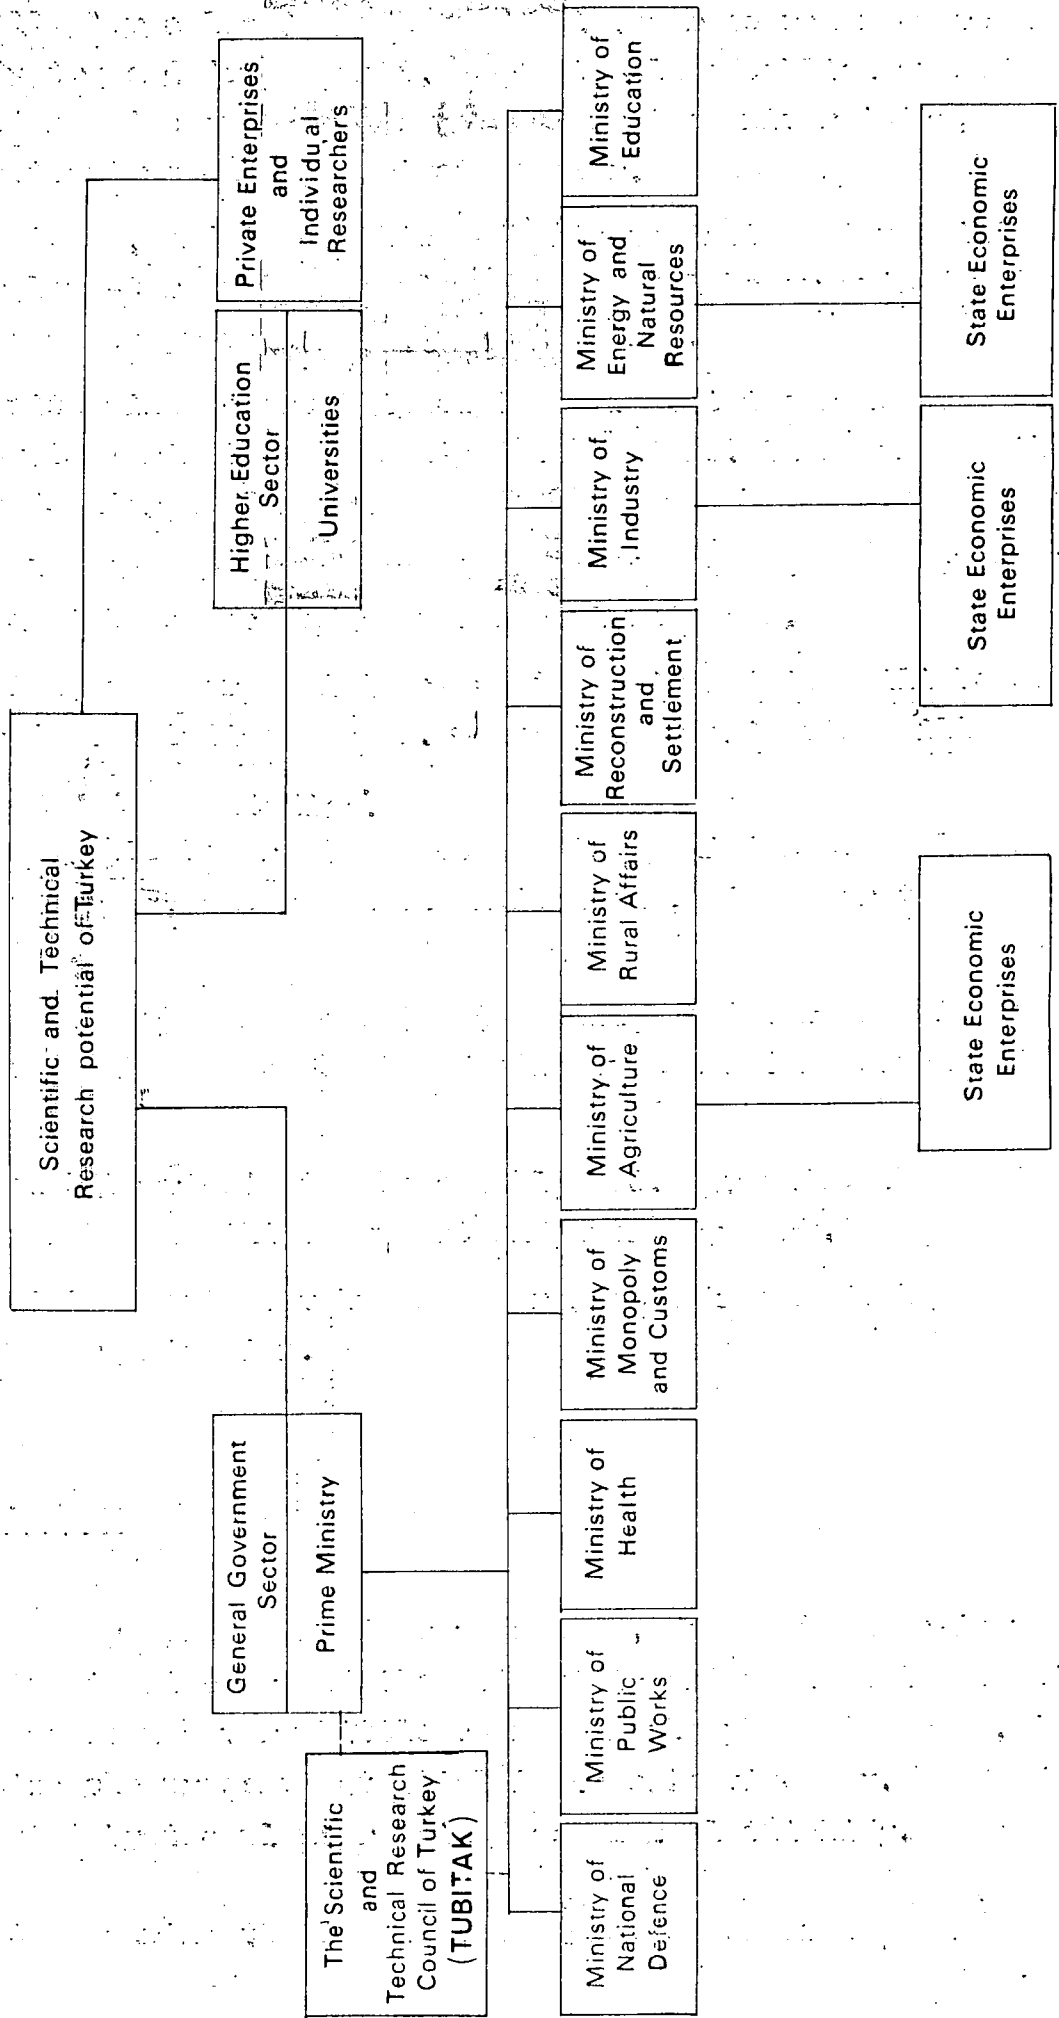 Scientific and Technical
Research potential of Turkey
General Government
Sector
Prime Ministry
Higher Education
Sector
Universities
Private Enterprises
and
Individual
Researchers
The Scientific
and
Technical Research
Council of Turkey
(TUBITAK)
Ministry of
National
Defence
Ministry of
Public
Works
Ministry of
Health
Ministry of
Monopoly
and Customs
Ministry of
Agriculture
Ministry of
Rural Affairs
Ministry of
Reconstruction
and
Settlement
Ministry of
Industry
Ministry of
Energy and
Natural
Resources
Ministry of
Education
State Economic
Enterprises
State Economic
Enterprises
State Economic
Enterprises